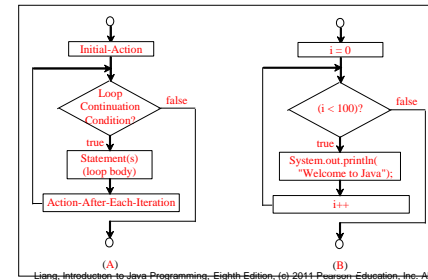 Initial-Action
Loop
Continuation
Condition?
false
true
Statement(s)
(loop body)
Action-After-Each-Iteration
(A)
i = 0
(i < 100)?
false
true
System.out.println(
"Welcome to Java");
i++
(B)
Liang, Introduction to Java Programming, Eighth Edition, (c) 2011 Pearson Education, Inc. A